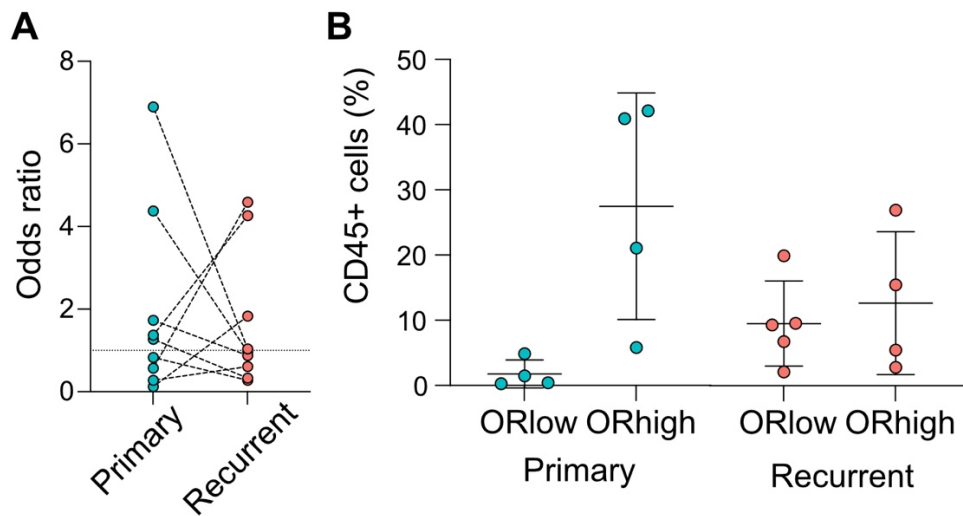 A
Odds ratio
8
6
4
2
0
Primary
Recurrent
B
CD45+ cells (%)
50
40
30
20
10
0
ORlow ORhigh
Primary
ORlow ORhigh
Recurrent